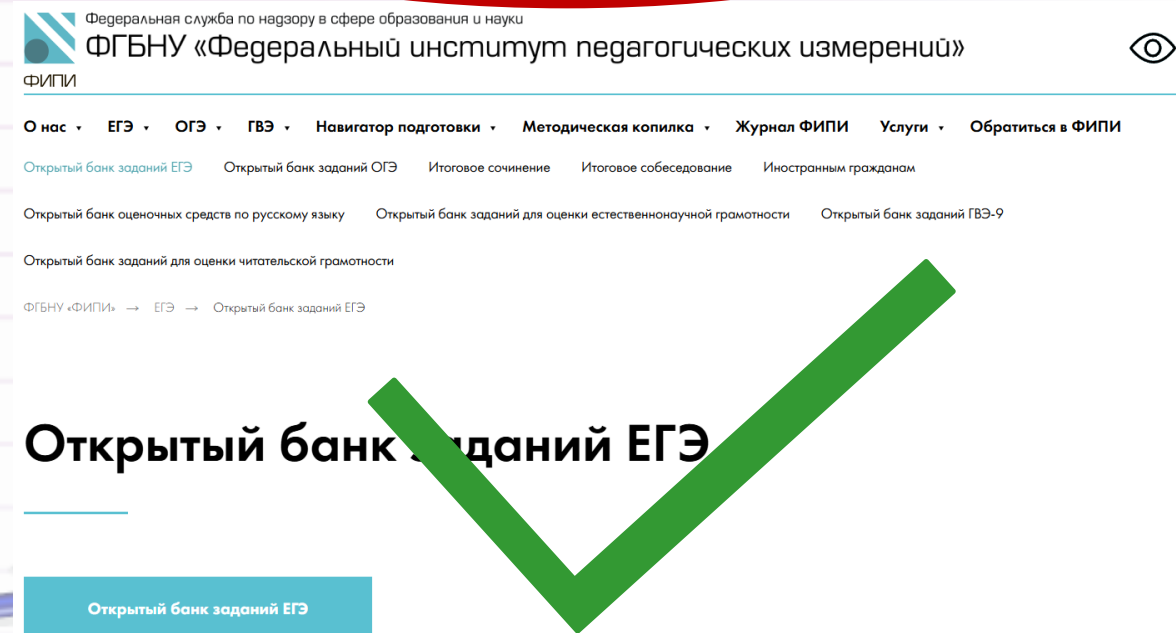 Федеральная служба по надзору в сфере образования и науки
ФГБНУ «Федеральный институт педагогических измерений»
ФИПИ
О нас ЕГЭ ОГЭ ГВЭ Навигатор подготовки Методическая копилка Журнал ФИПИ Услуги Обратиться в ФИПИ
Открытый банк заданий ЕГЭ Открытый банк заданий ОГЭ Итоговое сочинение Итоговое собеседование Иностранным гражданам
Открытый банк оценочных средств по русскому языку Открытый банк заданий для оценки естественнонаучной грамотности Открытый банк заданий ГВЭ-9
Открытый банк заданий для оценки читательской грамотности
ФГБНУ «ФИПИ» → ЕГЭ → Открытый банк заданий ЕГЭ
Открытый банк заданий ЕГЭ
Открытый банк заданий ЕГЭ